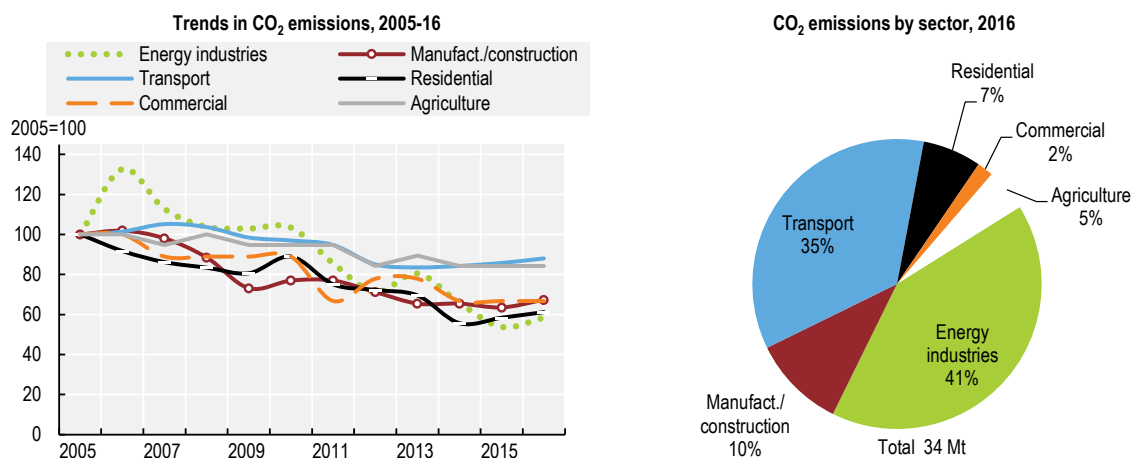 Trends in CO₂ emissions, 2005-16
Energy industries
Manufact./construction
Transport
Residential
Commercial
Agriculture
2005=100
140
120
100
80
60
40
20
0
2005
2007
2009
2011
2013
2015
CO₂ emissions by sector, 2016
Residential
7%
Commercial
2%
Agriculture
5%
Transport
35%
Energy
industries
41%
Manufact./
construction
10%
Total 34 Mt